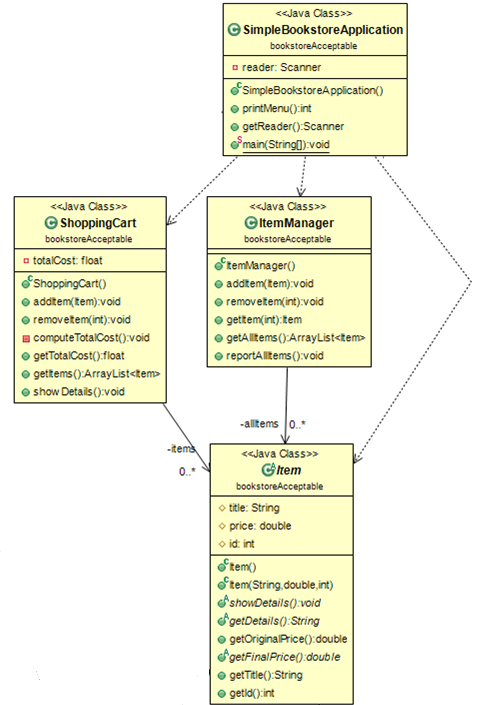 <<Java Class>>
SimpleBookstoreApplication
bookstoreAcceptable
reader: Scanner
SimpleBookstoreApplication()
printMenu():int
getReader():Scanner
main(String[]):void
<<Java Class>>
ShoppingCart
bookstoreAcceptable
totalCost: float
ShoppingCart()
addItem(Item):void
removeItem(int):void
computeTotalCost():void
getTotalCost():float
getItems():ArrayList<Item>
showDetails():void
<<Java Class>>
ItemManager
bookstoreAcceptable
ItemManager()
addItem(Item):void
removeItem(int):void
getItem(int):Item
getAllItems():ArrayList<Item>
reportAllItems():void
-items
0..*
-allItems
0..*
<<Java Class>>
Item
bookstoreAcceptable
title: String
price: double
id: int
Item()
Item(String,double,int)
showDetails():void
getDetails():String
getOriginalPrice():double
getFinalPrice():double
getTitle():String
getId():int